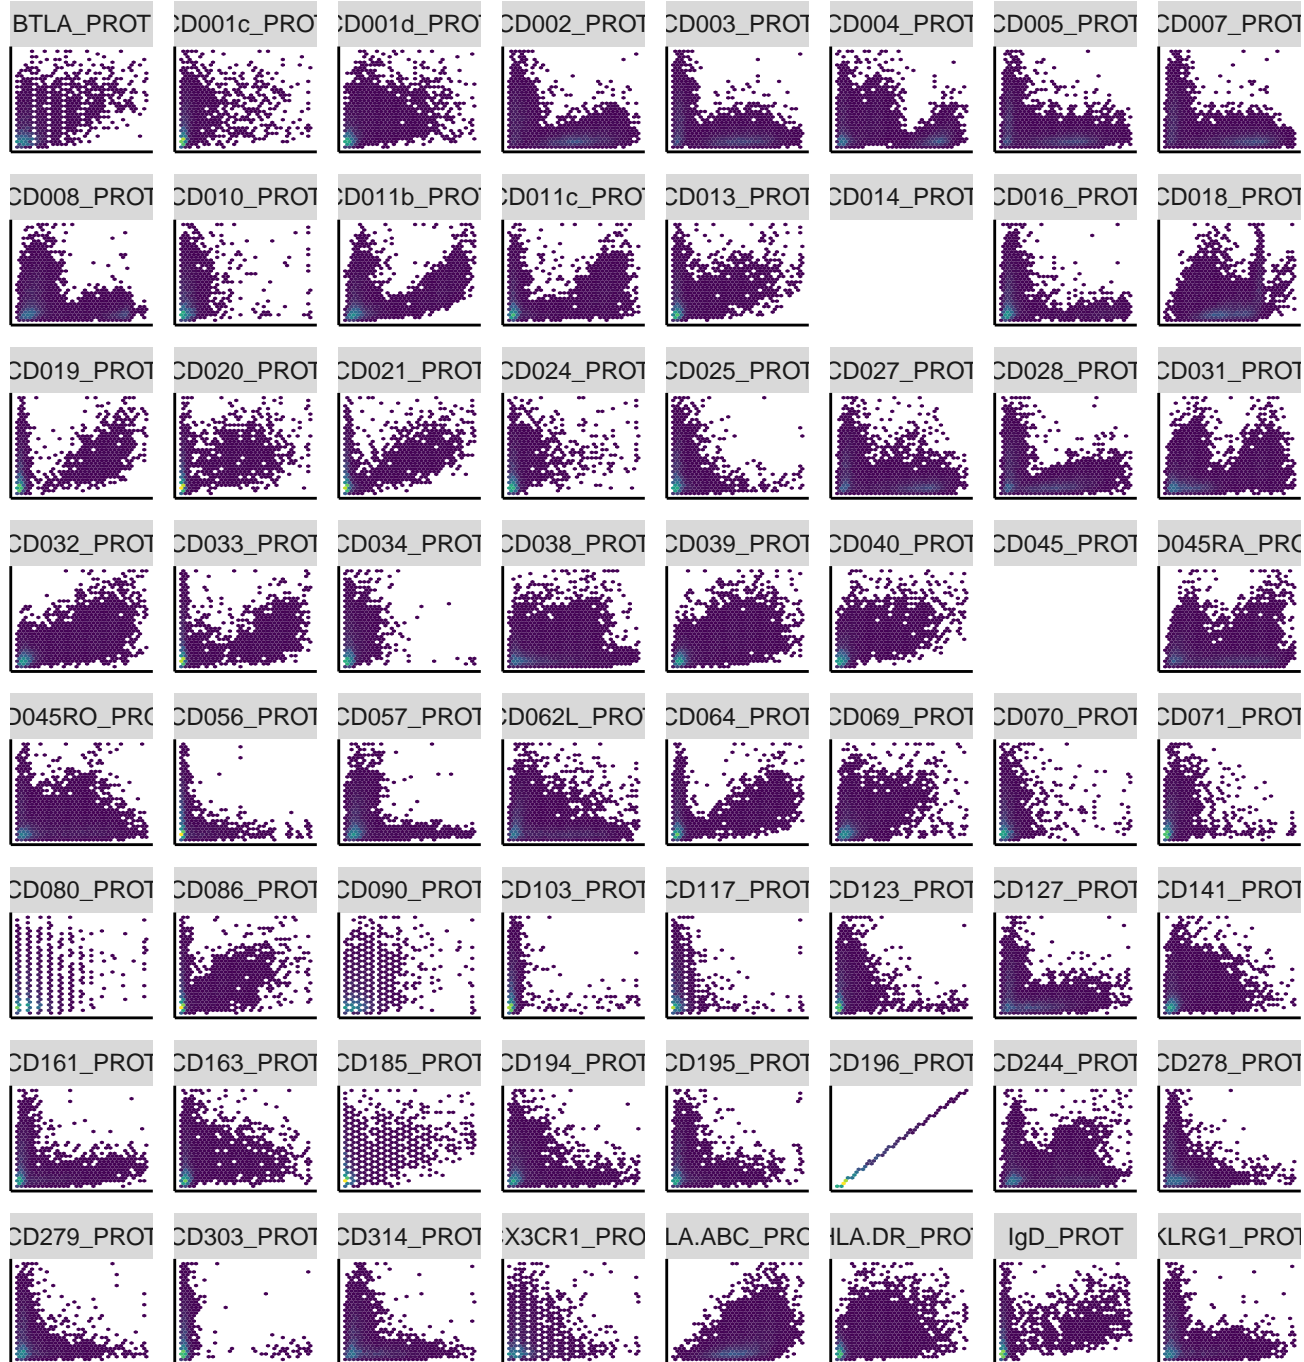 BTLA_PROT CD001c_PROT CD001d_PROT CD002_PROT CD003_PROT CD004_PROT CD005_PROT CD007_PROT
CD008_PROT CD010_PROT CD011b_PROT CD011c_PROT CD013_PROT CD014_PROT CD016_PROT CD018_PROT
CD019_PROT CD020_PROT CD021_PROT CD024_PROT CD025_PROT CD027_PROT CD028_PROT CD031_PROT
CD032_PROT CD033_PROT CD034_PROT CD038_PROT CD039_PROT CD040_PROT CD045_PROT D045RA_PRO
D045RO_PRO CD056_PROT CD057_PROT CD062L_PROT CD064_PROT CD069_PROT CD070_PROT CD071_PROT
CD080_PROT CD086_PROT CD090_PROT CD103_PROT CD117_PROT CD123_PROT CD127_PROT CD141_PROT
CD161_PROT CD163_PROT CD185_PROT CD194_PROT CD195_PROT CD196_PROT CD244_PROT CD278_PROT
CD279_PROT CD303_PROT CD314_PROT CX3CR1_PRO LA.ABC_PRO HLA.DR_PROT IgD_PROT KLRG1_PROT